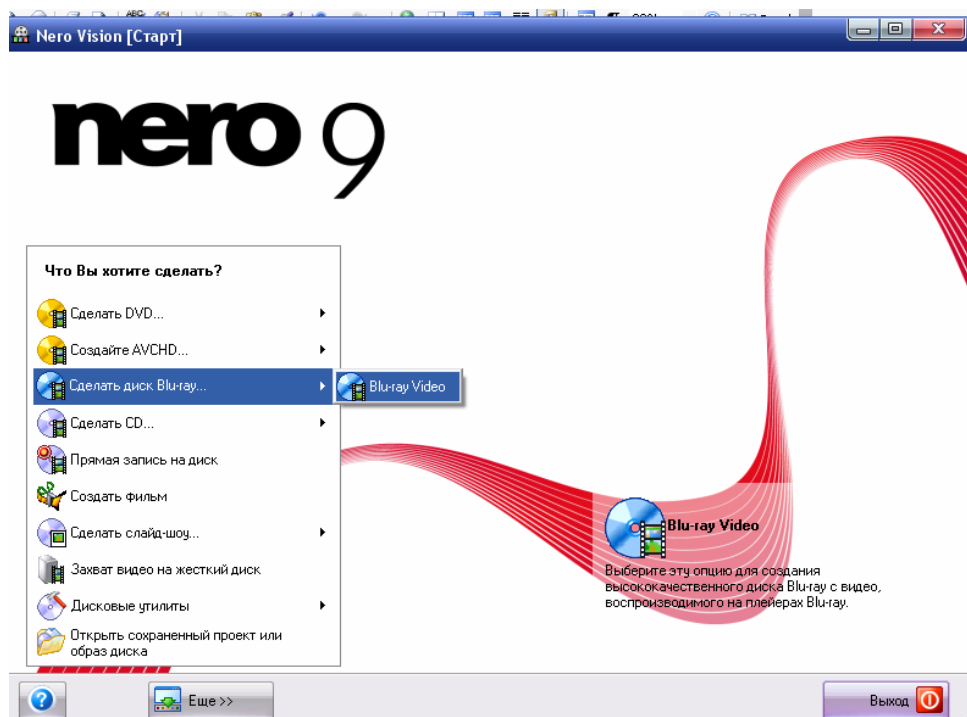 Nero Vision [Старт]
nero 9
Что Вы хотите сделать?
Сделать DVD...
Создайте AVCHD...
Сделать диск Blu-ray...
Blu-ray Video
Сделать CD...
Прямая запись на диск
Создать фильм
Сделать слайд-шоу...
Захват видео на жесткий диск
Дисковые утилиты
Открыть сохраненный проект или
образ диска
Blu-ray Video
Выберите эту опцию для создания
высококачественного диска Blu-ray с видео,
воспроизводимого на плейерах Blu-ray.
Еще >>
Выход